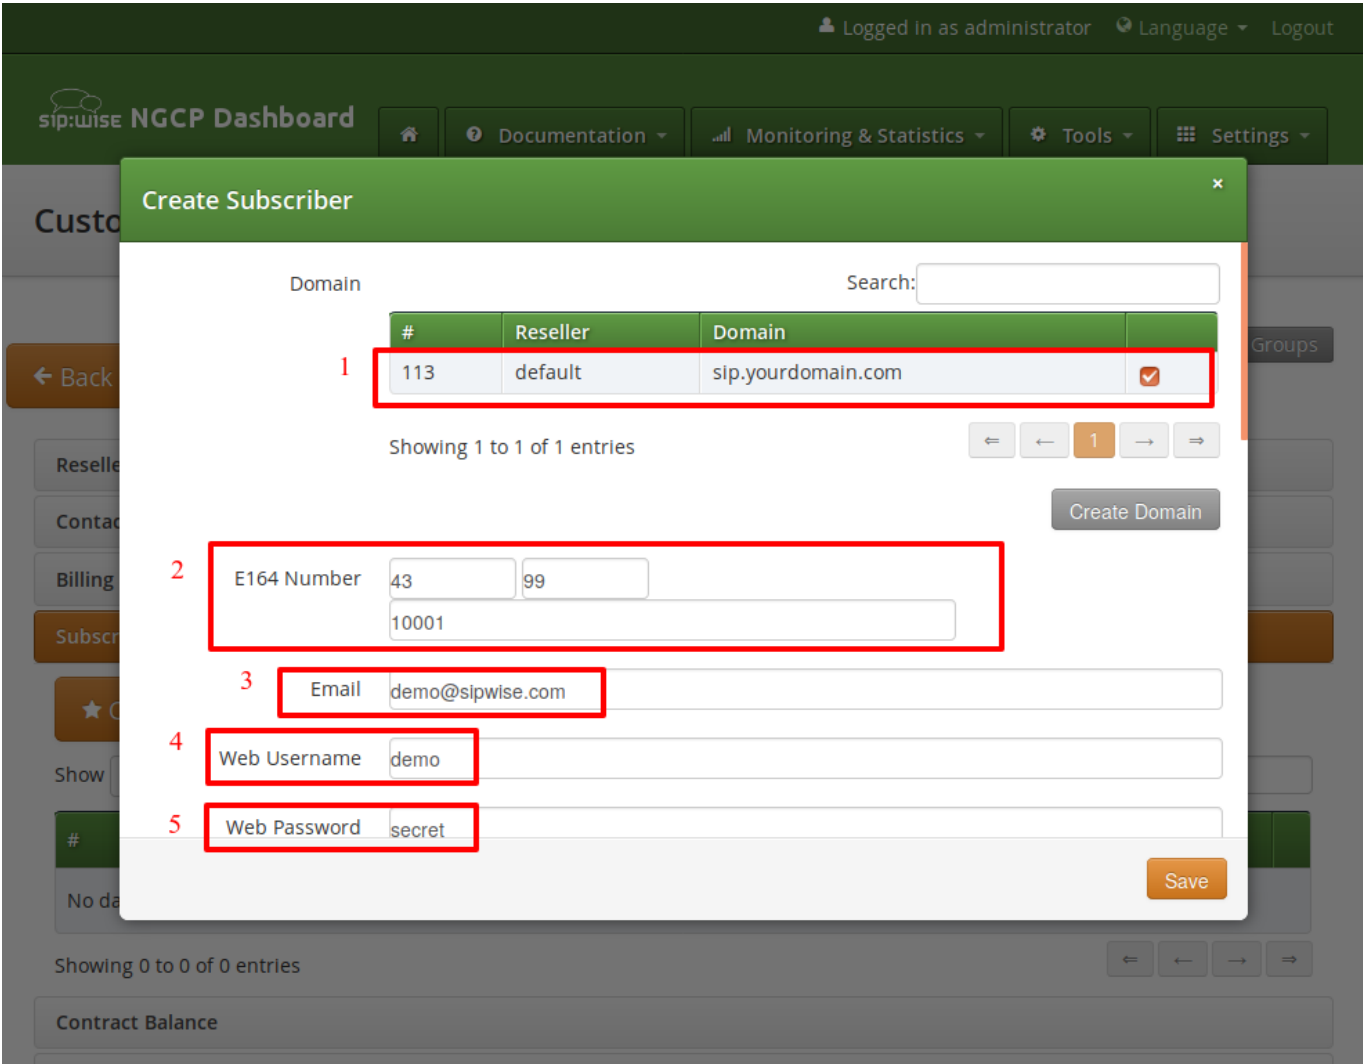 Logged in as administrator Language Logout
sip:wise NGCP Dashboard
Documentation Monitoring & Statistics Tools Settings
Custo
Create Subscriber ×
Domain Search:
# Reseller Domain
1 113 default sip.yourdomain.com
Groups
Back
Showing 1 to 1 of 1 entries ⇐ ← 1 → ⇒
Reselle
Create Domain
Contac
2 E164 Number 43 99
10001
Billing
Subscr
3 Email demo@sipwise.com
4 Web Username demo
Show
5 Web Password secret
#
Save
No da
Showing 0 to 0 of 0 entries ⇐ ← → ⇒
Contract Balance